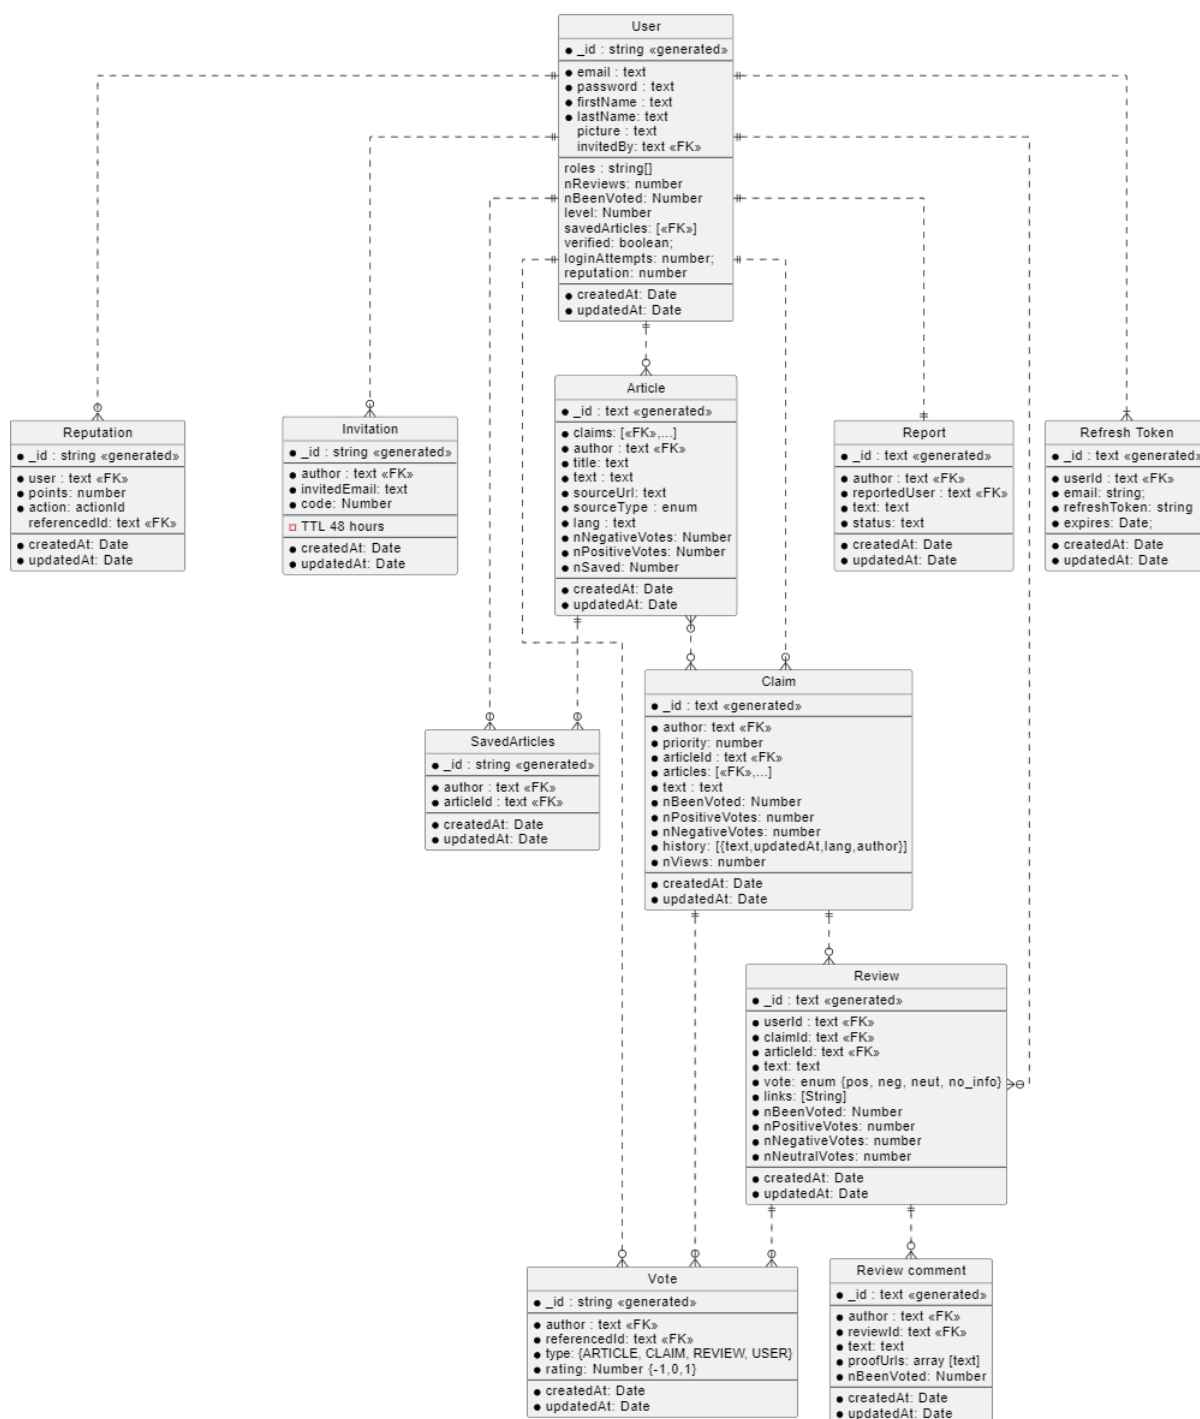 User
_id : string «generated»
email : text
password : text
firstName : text
lastName: text
picture : text
invitedBy: text «FK»
roles : string[]
nReviews: number
nBeenVoted: Number
level: Number
savedArticles: [«FK»]
verified: boolean;
loginAttempts: number;
reputation: number
createdAt: Date
updatedAt: Date
Reputation
_id : string «generated»
user : text «FK»
points: number
action: actionId
referencedId: text «FK»
createdAt: Date
updatedAt: Date
Invitation
_id : string «generated»
author : text «FK»
invitedEmail: text
code: Number
TTL 48 hours
createdAt: Date
updatedAt: Date
Article
_id : text «generated»
claims: [«FK»,...]
author : text «FK»
title: text
text : text
sourceUrl: text
sourceType : enum
lang : text
nNegativeVotes: Number
nPositiveVotes: Number
nSaved: Number
createdAt: Date
updatedAt: Date
Report
_id : text «generated»
author : text «FK»
reportedUser : text «FK»
text: text
status: text
createdAt: Date
updatedAt: Date
Refresh Token
_id : text «generated»
userId : text «FK»
email: string;
refreshToken: string
expires: Date;
createdAt: Date
updatedAt: Date
SavedArticles
_id : string «generated»
author : text «FK»
articleId : text «FK»
createdAt: Date
updatedAt: Date
Claim
_id : text «generated»
author: text «FK»
priority: number
articleId : text «FK»
articles: [«FK»,...]
text : text
nBeenVoted: Number
nPositiveVotes: number
nNegativeVotes: number
history: [{text,updatedAt,lang,author}]
nViews: number
createdAt: Date
updatedAt: Date
Review
_id : text «generated»
userId : text «FK»
claimId: text «FK»
articleId: text «FK»
text: text
vote: enum {pos, neg, neut, no_info}
links: [String]
nBeenVoted: Number
nPositiveVotes: number
nNegativeVotes: number
nNeutralVotes: number
createdAt: Date
updatedAt: Date
Vote
_id : string «generated»
author : text «FK»
referencedId: text «FK»
type: {ARTICLE, CLAIM, REVIEW, USER}
rating: Number {-1,0,1}
createdAt: Date
updatedAt: Date
Review comment
_id : text «generated»
author : text «FK»
reviewId: text «FK»
text: text
proofUrls: array [text]
nBeenVoted: Number
createdAt: Date
updatedAt: Date